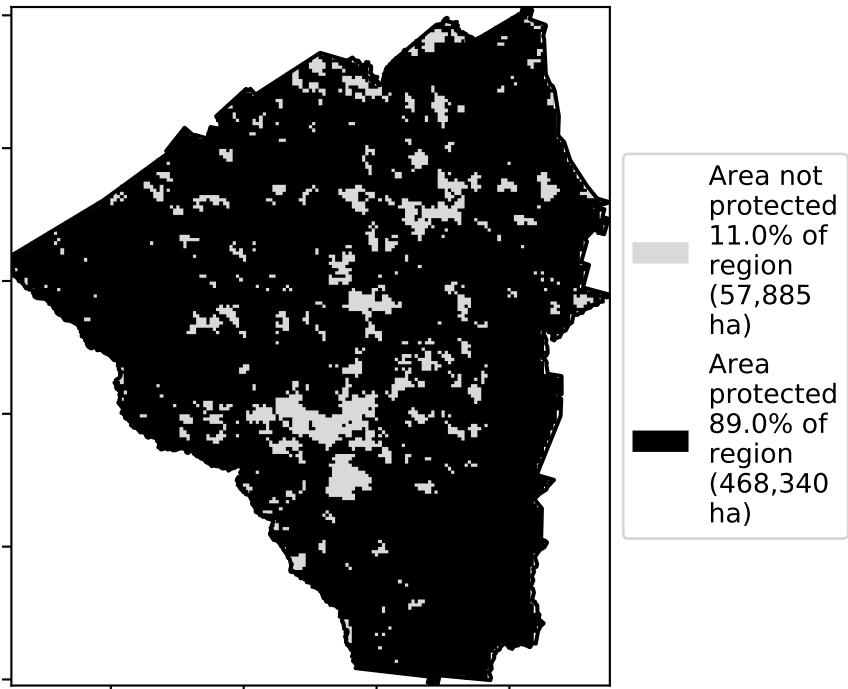 Area not
protected
11.0% of
region
(57,885
ha)
Area
protected
89.0% of
region
(468,340
ha)